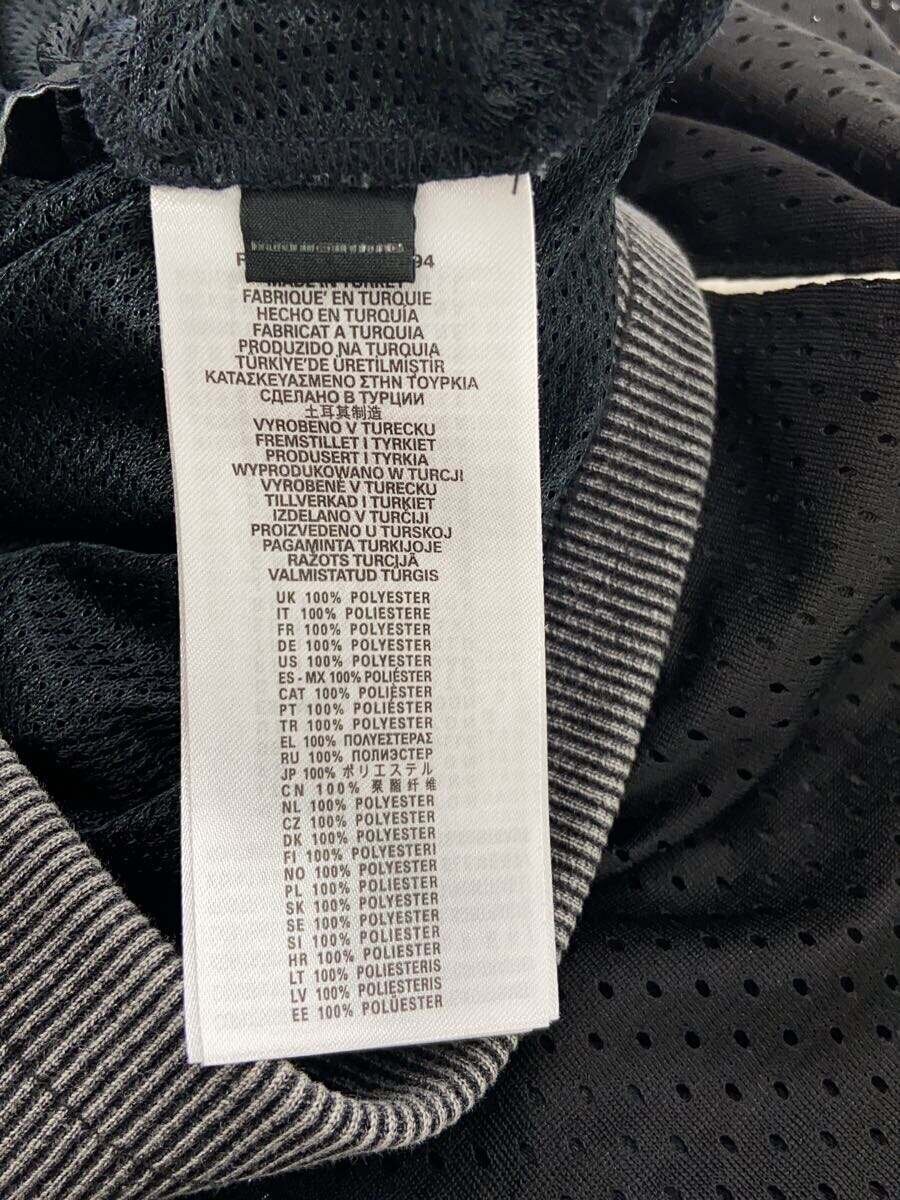 94
MADE IN TURKEY
FABRIQUE' EN TURQUIE
HECHO EN TURQUÍA
FABRICAT A TURQUIA
PRODUZIDO NA TURQUIA
TÜRKİYE'DE ÜRETİLMİŞTİR
ΚΑΤΑΣΚΕΥΑΣΜΕΝΟ ΣΤΗΝ ΤΟΥΡΚΙΑ
СДЕЛАНО В ТУРЦИИ
土耳其制造
VYROBENO V TURECKU
FREMSTILLET I TYRKIET
PRODUSERT I TYRKIA
WYPRODUKOWANO W TURCJI
VYROBENÉ V TURECKU
TILLVERKAD I TURKIET
IZDELANO V TURČIJI
PROIZVEDENO U TURSKOJ
PAGAMINTA TURKIJOJE
RAŽOTS TURCIJĀ
VALMISTATUD TÜRGIS
UK 100% POLYESTER
IT 100% POLIESTERE
FR 100% POLYESTER
DE 100% POLYESTER
US 100% POLYESTER
ES - MX 100% POLIÉSTER
CAT 100% POLIÈSTER
PT 100% POLIÉSTER
TR 100% POLYESTER
EL 100% ΠΟΛΥΕΣΤΕΡΑΣ
RU 100% ПОЛИЭСТЕР
JP 100% ポリエステル
CN 100% 聚酯纤维
NL 100% POLYESTER
CZ 100% POLYESTER
DK 100% POLYESTER
FI 100% POLYESTERI
NO 100% POLYESTER
PL 100% POLIESTER
SK 100% POLYESTER
SE 100% POLYESTER
SI 100% POLIESTER
HR 100% POLIESTER
LT 100% POLIESTERIS
LV 100% POLIESTERIS
EE 100% POLÜESTER